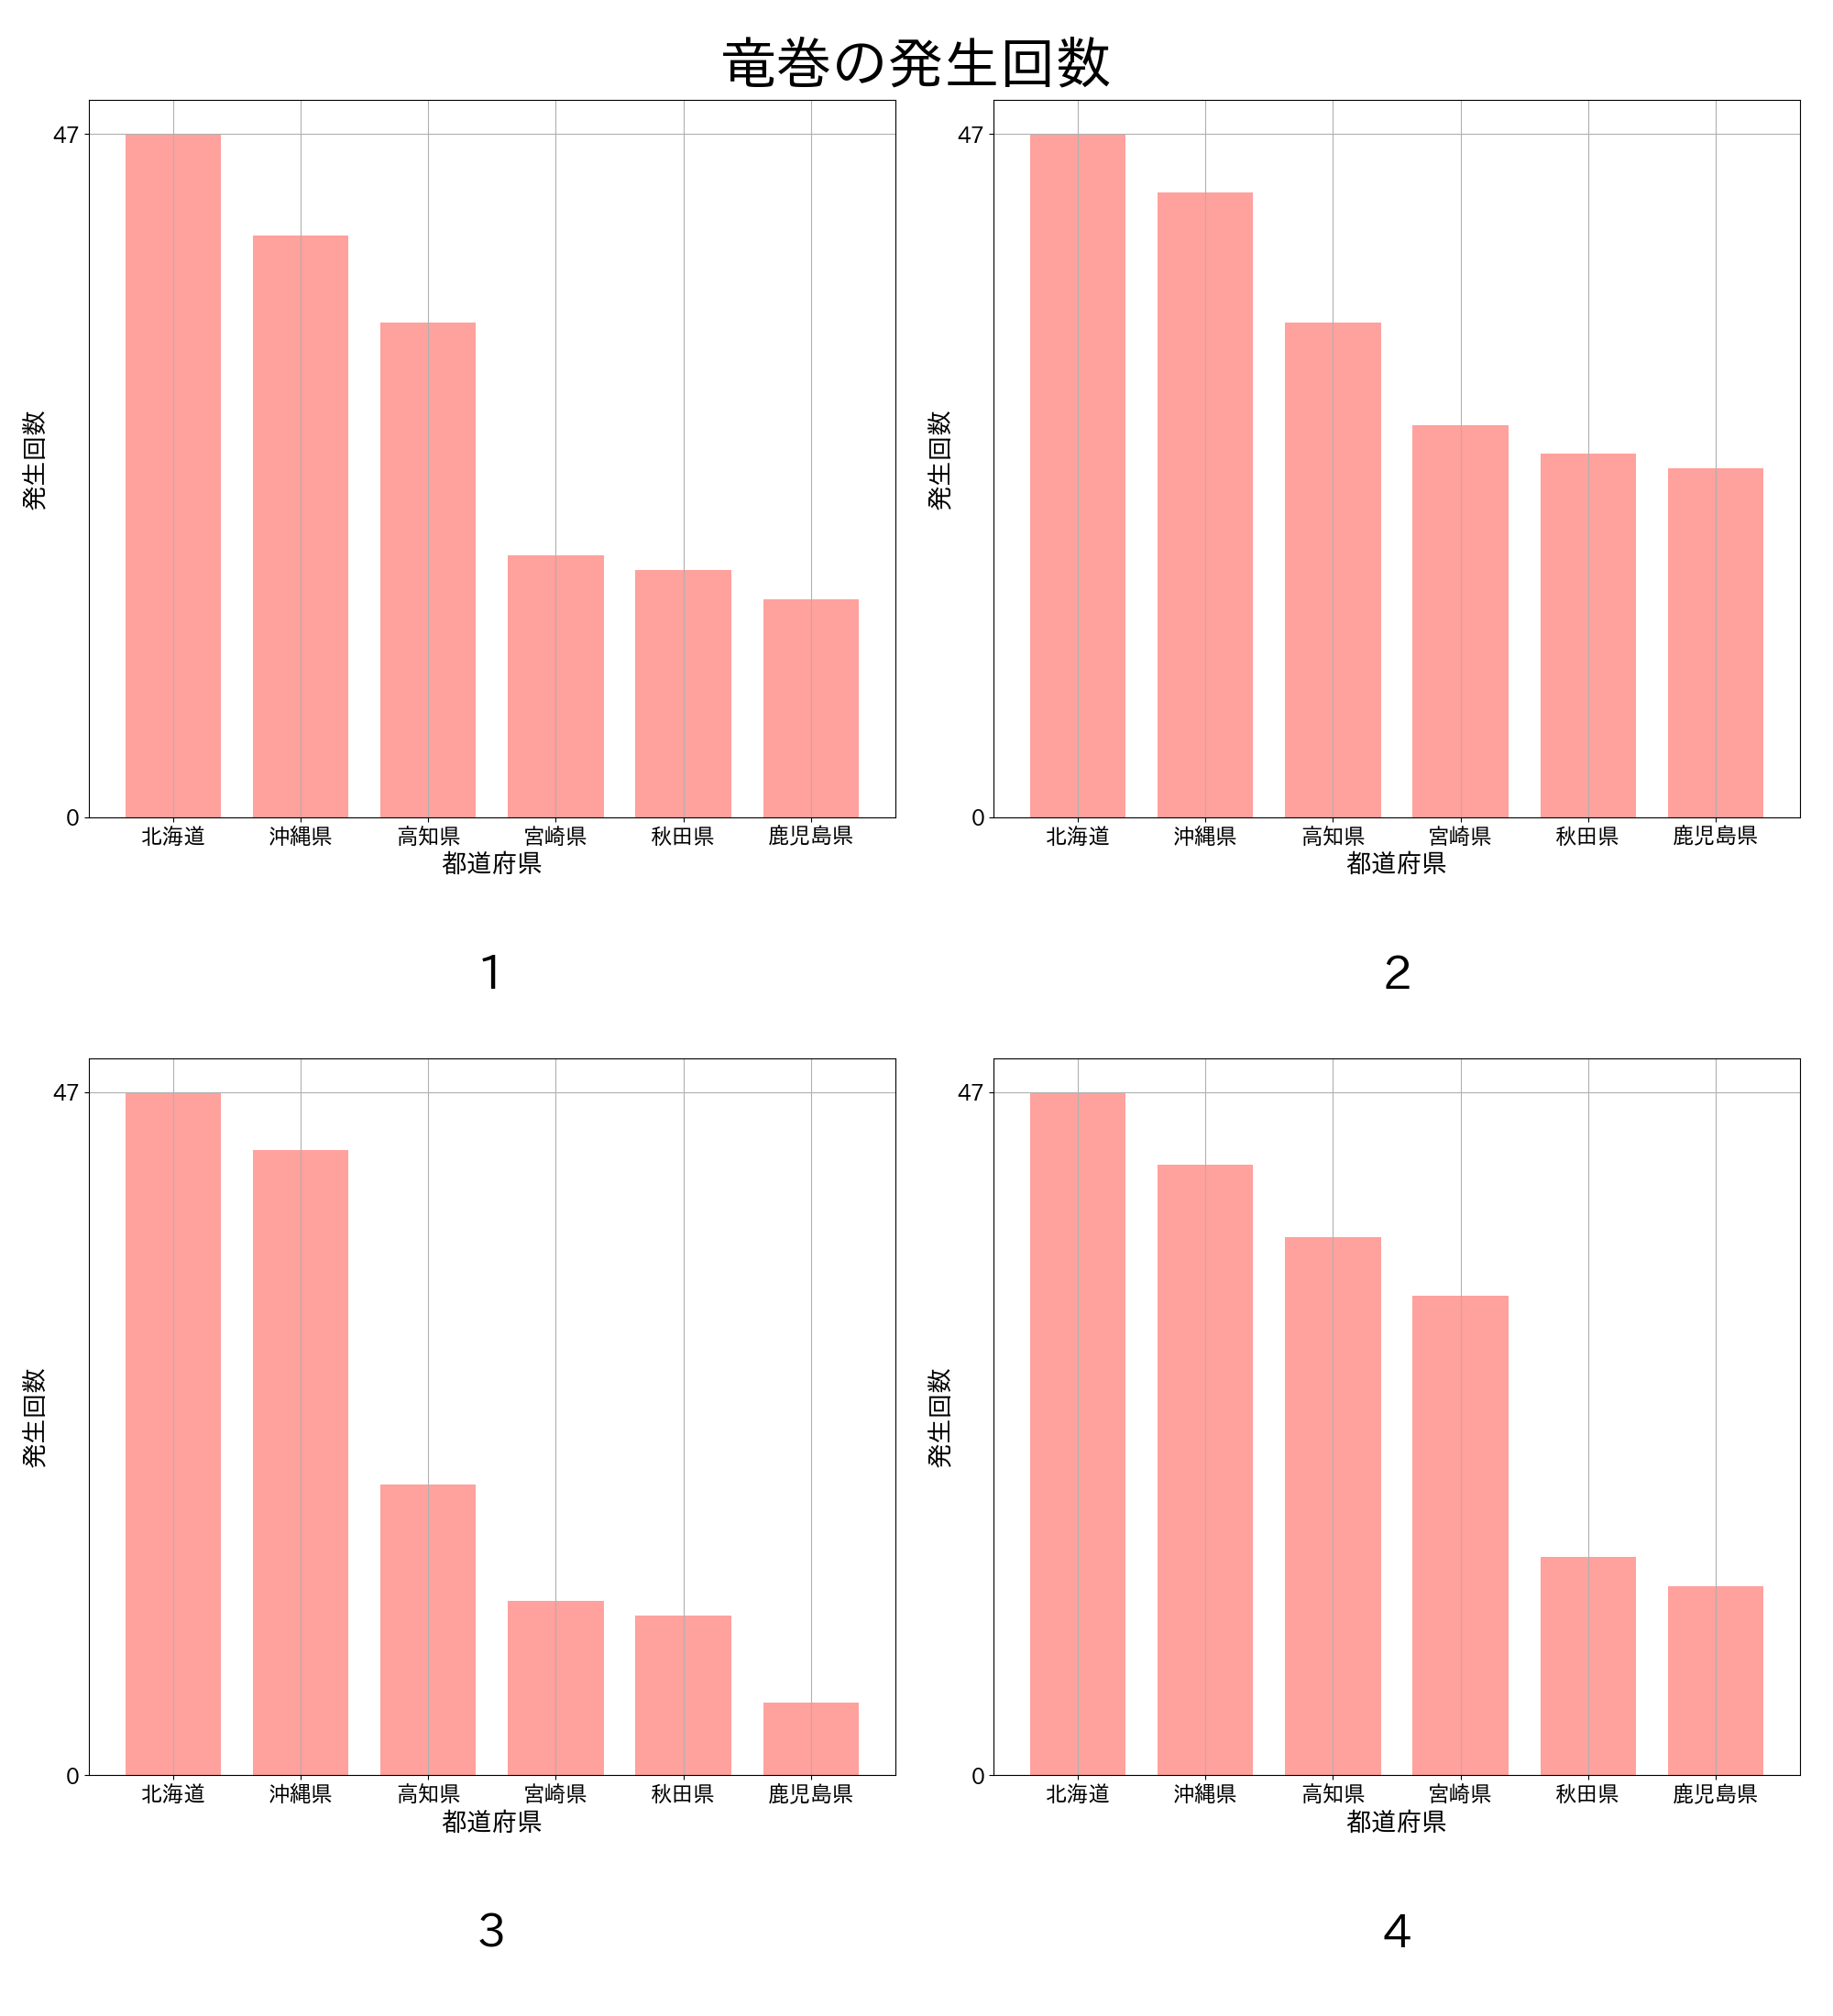 竜巻の発生回数
47
0
発生回数
北海道 沖縄県 高知県 宮崎県 秋田県 鹿児島県
都道府県
1
47
0
発生回数
北海道 沖縄県 高知県 宮崎県 秋田県 鹿児島県
都道府県
2
47
0
発生回数
北海道 沖縄県 高知県 宮崎県 秋田県 鹿児島県
都道府県
3
47
0
発生回数
北海道 沖縄県 高知県 宮崎県 秋田県 鹿児島県
都道府県
4